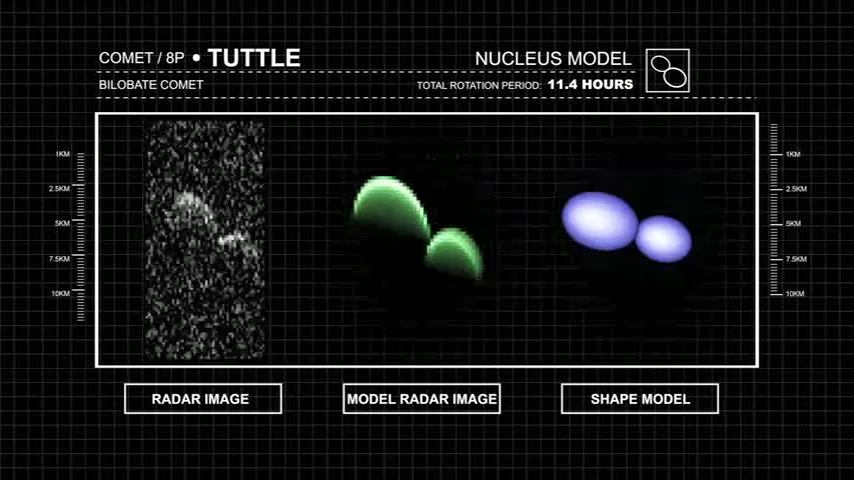 COMET / 8P • TUTTLE
NUCLEUS MODEL
BILOBATE COMET
TOTAL ROTATION PERIOD: 11.4 HOURS
1KM
2.5KM
5KM
7.5KM
10KM
1KM
2.5KM
5KM
7.5KM
10KM
RADAR IMAGE
MODEL RADAR IMAGE
SHAPE MODEL